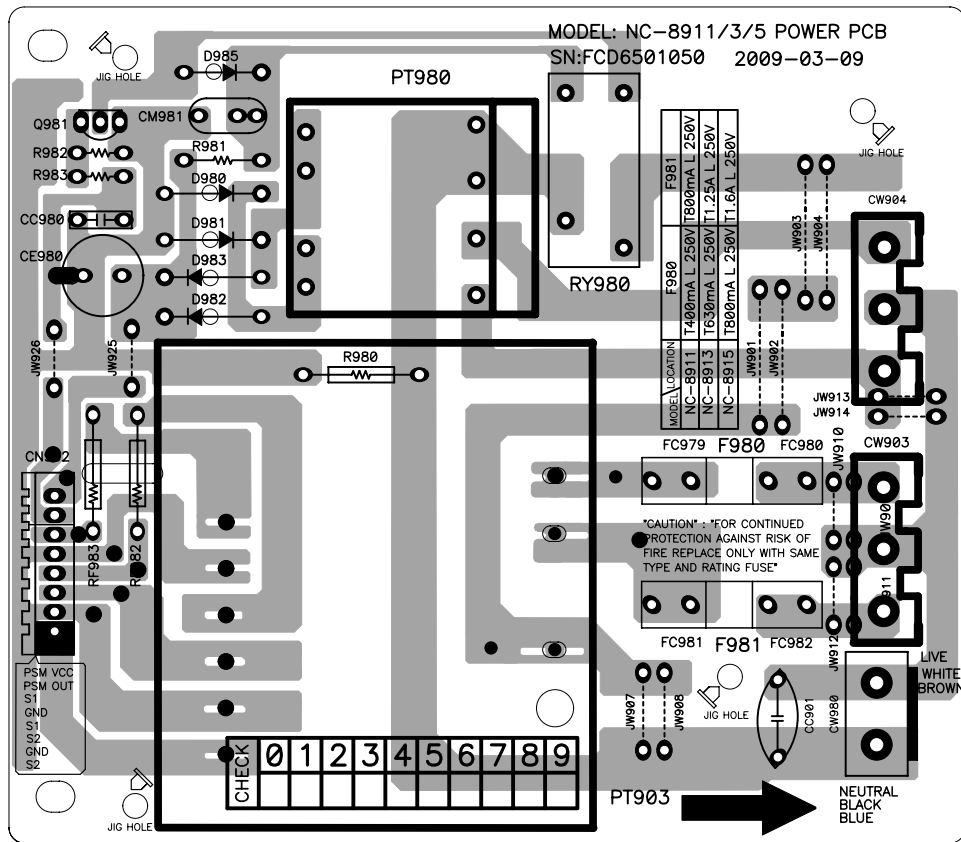 MODEL: NC-8911/3/5 POWER PCB
SN:FCD6501050 2009-03-09
JIG HOLE
D985
PT980
CM981
Q981
R982
R983
R981
D980
CC980
D981
CE980
D983
D982
RY980
JIG HOLE
CW904
JW903
JW904
MODEL LOCATION F980 F981
NC-8911 T400mA L 250V T800mA L 250V
NC-8913 T630mA L 250V T1.25A L 250V
NC-8915 T800mA L 250V T1.6A L 250V
JW901
JW902
JW926
JW925
R980
JW913
JW914
FC979 F980 FC980
JW910
CW903
RF983
"CAUTION" : "FOR CONTINUED
PROTECTION AGAINST RISK OF
FIRE REPLACE ONLY WITH SAME
TYPE AND RATING FUSE"
FC981 F981 FC982
JW912
PSM VCC
PSM OUT
S1
GND
S1
S2
GND
S2
LIVE
WHITE
BROWN
JIG HOLE
JW907
JW908
CC901
CW980
CHECK 0 1 2 3 4 5 6 7 8 9
PT903
NEUTRAL
BLACK
BLUE
JIG HOLE